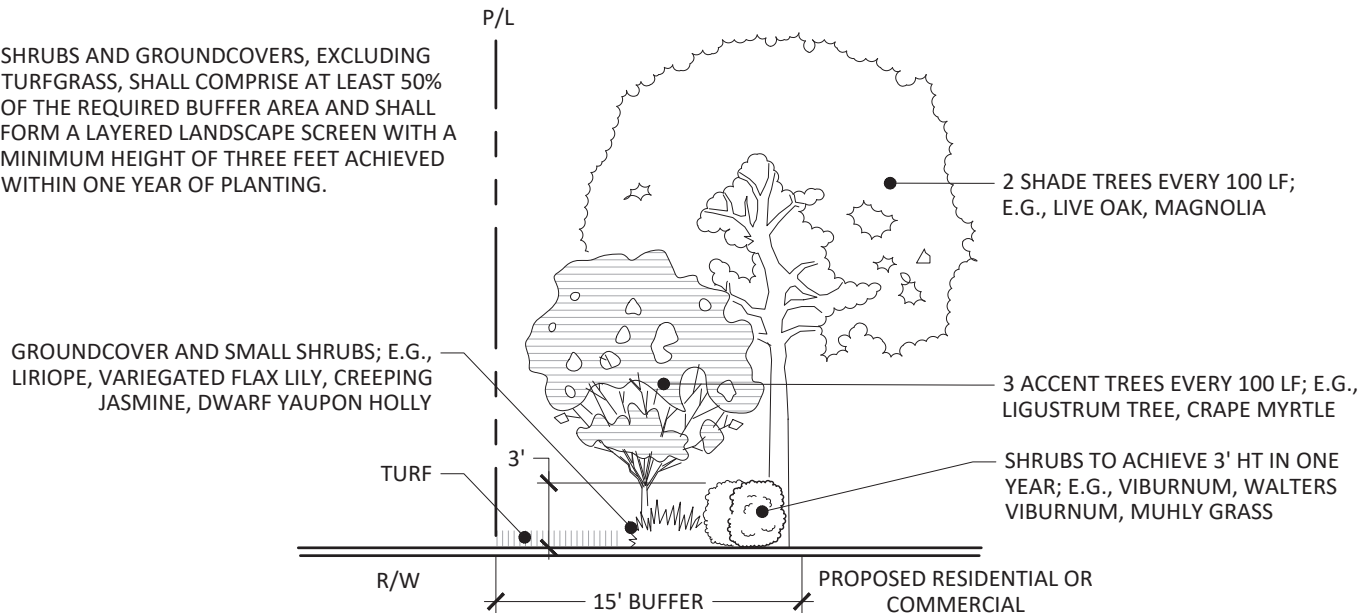 P/L
SHRUBS AND GROUNDCOVERS, EXCLUDING
TURFGRASS, SHALL COMPRISE AT LEAST 50%
OF THE REQUIRED BUFFER AREA AND SHALL
FORM A LAYERED LANDSCAPE SCREEN WITH A
MINIMUM HEIGHT OF THREE FEET ACHIEVED
WITHIN ONE YEAR OF PLANTING.
2 SHADE TREES EVERY 100 LF;
E.G., LIVE OAK, MAGNOLIA
GROUNDCOVER AND SMALL SHRUBS; E.G.,
LIRIOPE, VARIEGATED FLAX LILY, CREEPING
JASMINE, DWARF YAUPON HOLLY
3 ACCENT TREES EVERY 100 LF; E.G.,
LIGUSTRUM TREE, CRAPE MYRTLE
3'
TURF
SHRUBS TO ACHIEVE 3' HT IN ONE
YEAR; E.G., VIBURNUM, WALTERS
VIBURNUM, MUHLY GRASS
R/W
15' BUFFER
PROPOSED RESIDENTIAL OR
COMMERCIAL